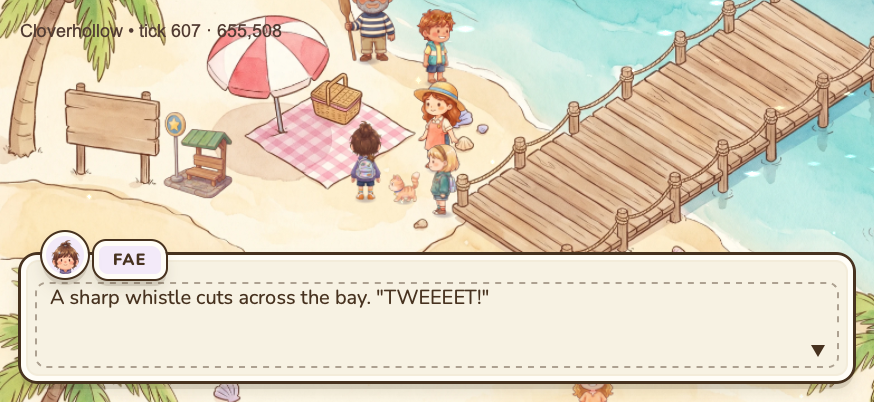 Cloverhollow • tick 607 · 655,508
FAE
A sharp whistle cuts across the bay. "TWEEEET!"